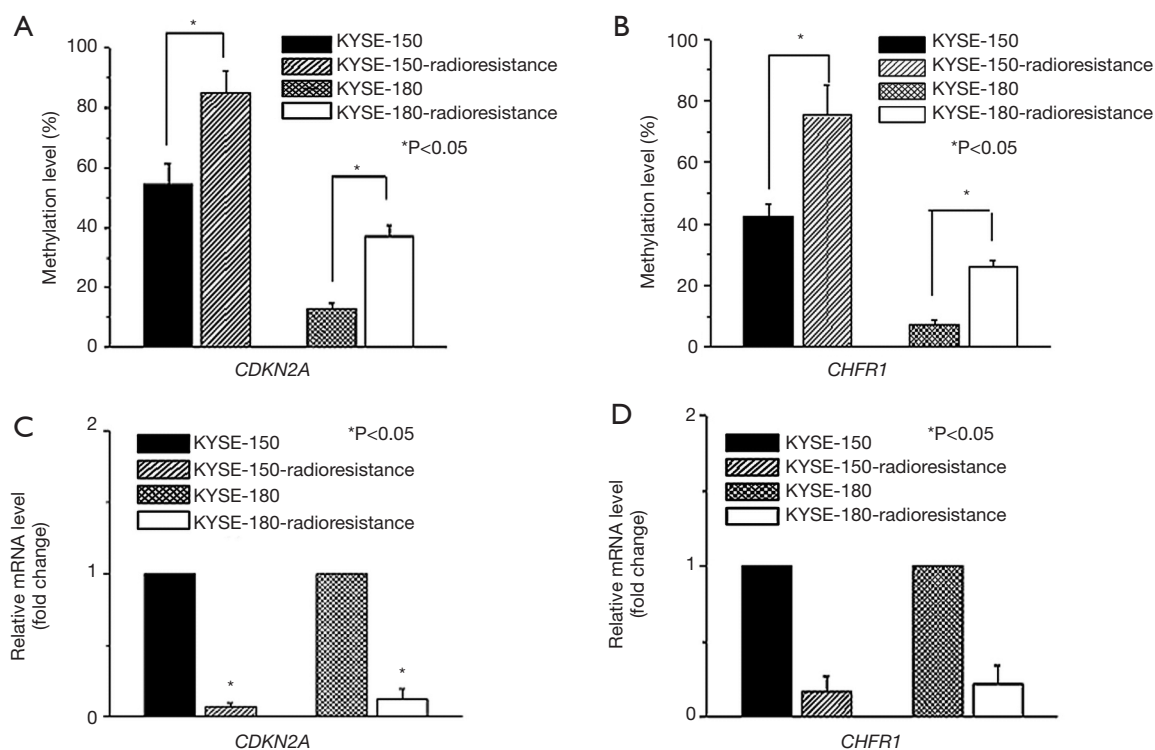 A
*
KYSE-150
KYSE-150-radioresistance
KYSE-180
KYSE-180-radioresistance
*P<0.05
*
Methylation level (%)
100
80
60
40
20
0
CDKN2A
B
*
KYSE-150
KYSE-150-radioresistance
KYSE-180
KYSE-180-radioresistance
*P<0.05
*
Methylation level (%)
100
80
60
40
20
0
CHFR1
C
KYSE-150
KYSE-150-radioresistance
KYSE-180
KYSE-180-radioresistance
*P<0.05
Relative mRNA level
(fold change)
2
1
0
*
*
CDKN2A
D
KYSE-150
KYSE-150-radioresistance
KYSE-180
KYSE-180-radioresistance
*P<0.05
Relative mRNA level
(fold change)
2
1
0
CHFR1